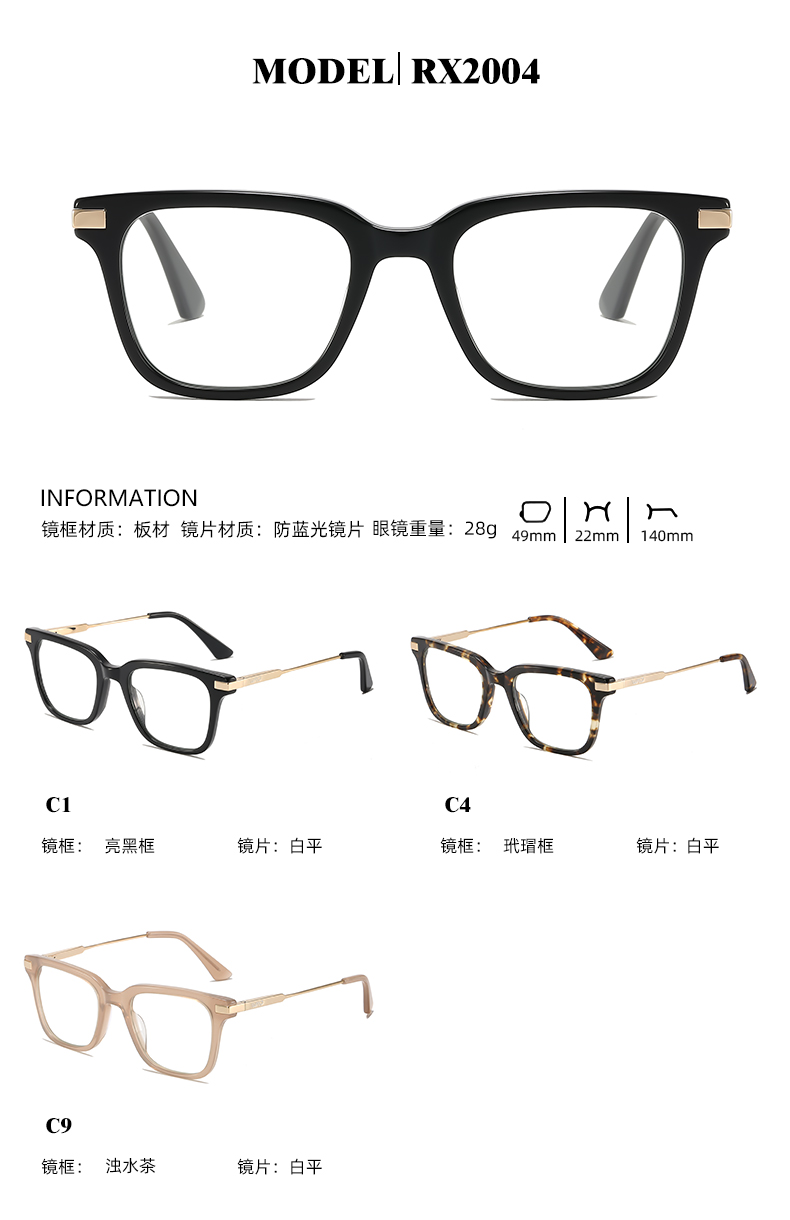 MODEL RX2004
INFORMATION
镜框材质：板材 镜片材质：防蓝光镜片 眼镜重量：28g
49mm 22mm 140mm
C1
镜框： 亮黑框 镜片：白平
C4
镜框： 玳瑁框 镜片：白平
C9
镜框： 浊水茶 镜片：白平